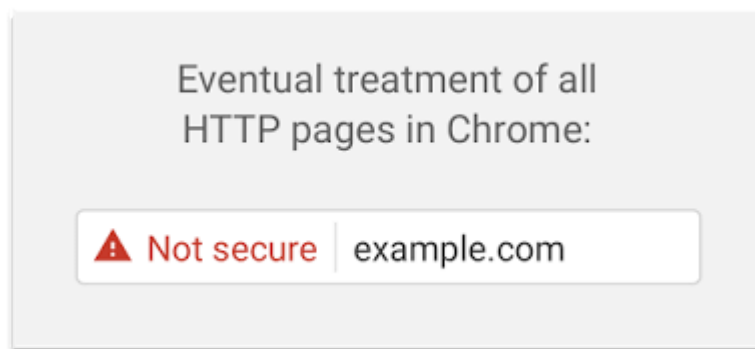 Eventual treatment of all
HTTP pages in Chrome:
Not secure example.com